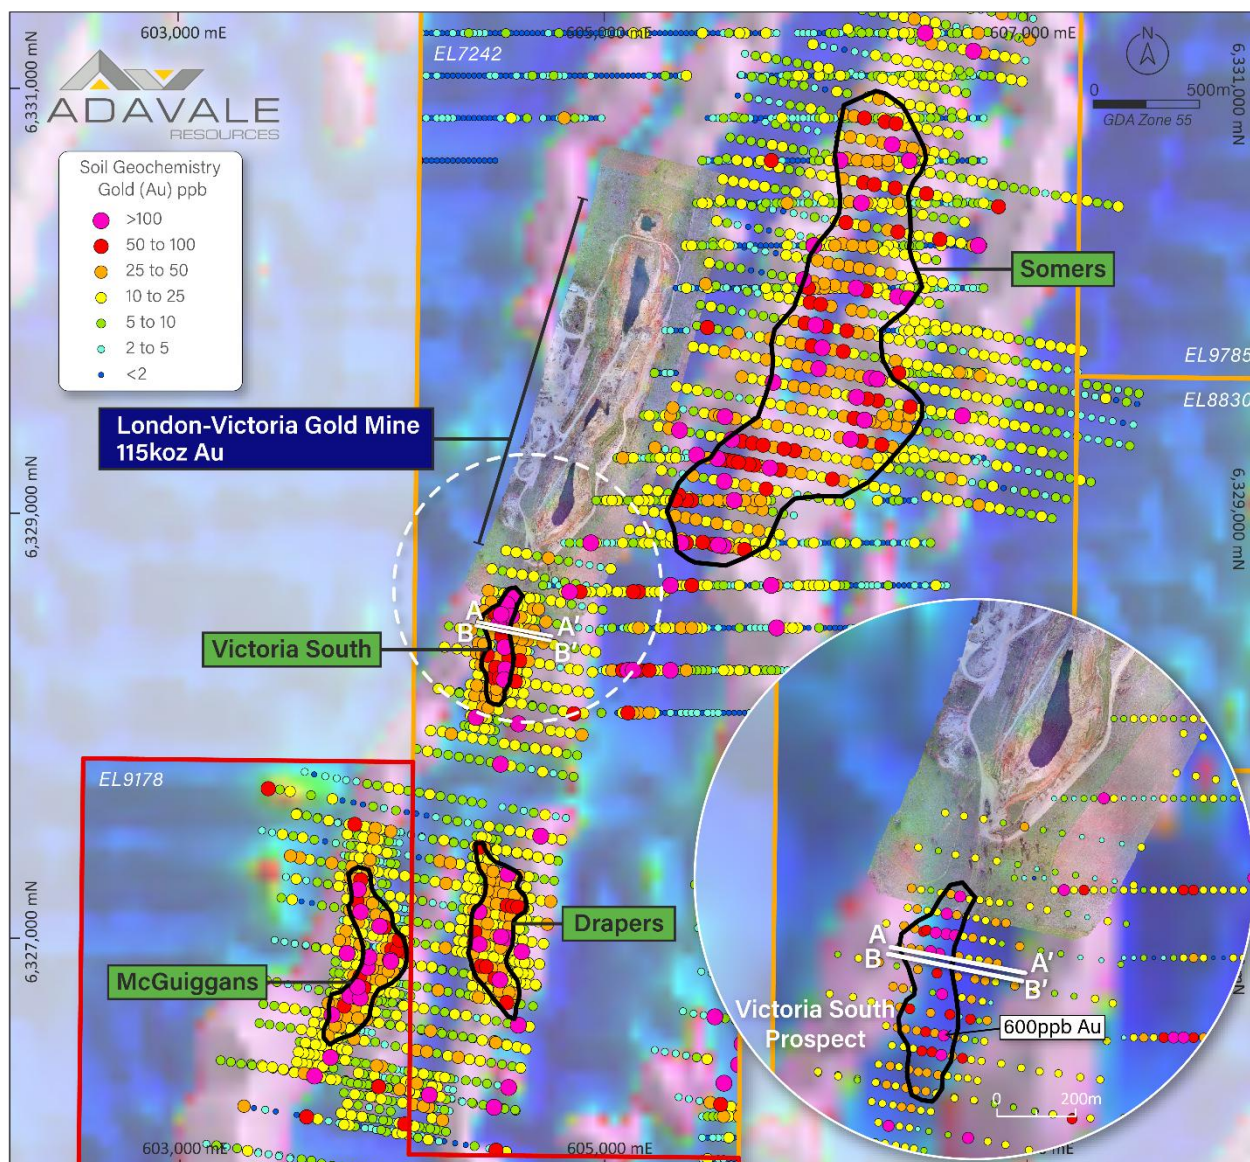 603,000 mE
605,000 mE
607,000 mE
EL7242
6,331,000 mN
6,331,000 mN
ADAVALE
RESOURCES
N
0 500m
GDA Zone 55
Soil Geochemistry
Gold (Au) ppb
>100
50 to 100
25 to 50
10 to 25
5 to 10
2 to 5
<2
Somers
EL9785
EL8830
London-Victoria Gold Mine
115koz Au
6,329,000 mN
6,329,000 mN
A A'
B B'
Victoria South
EL9178
Drapers
McGuiggans
6,327,000 mN
A A'
B B'
mN
Victoria South
Prospect
600ppb Au
0 200m
603,000 mE
605,000 mE